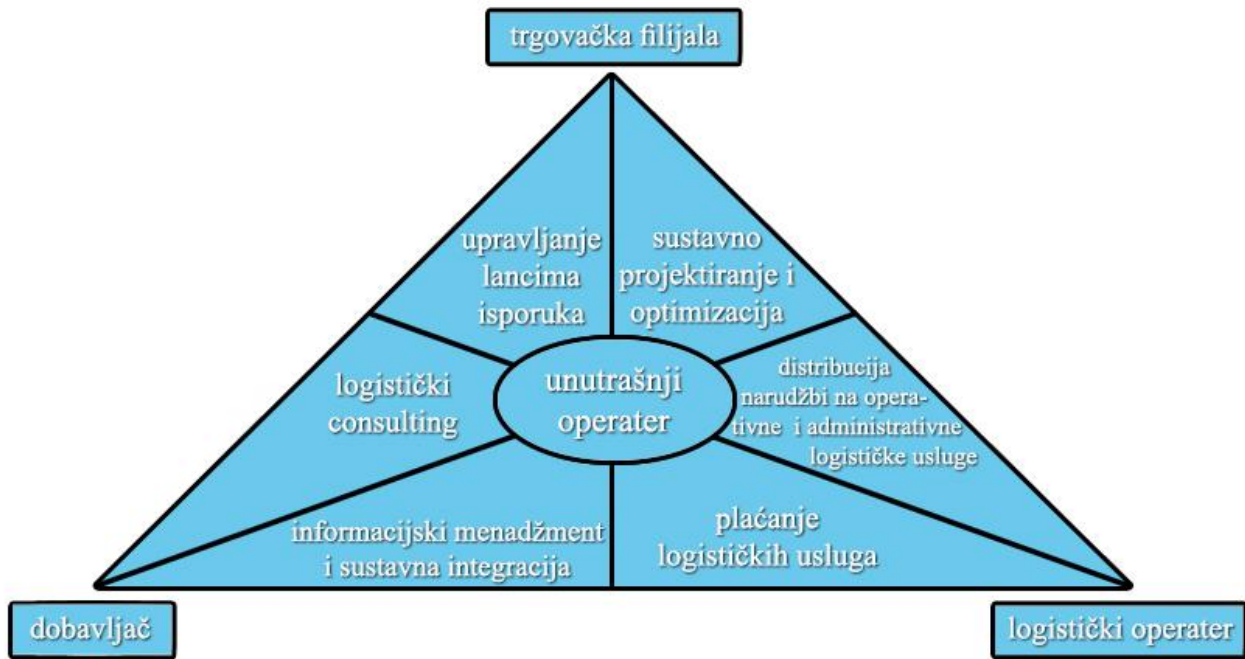 trgovačka filijala
upravljanje
lancima
isporuka
sustavno
projektiranje i
optimizacija
logistički
consulting
unutrašnji
operater
distribucija
narudžbi na opera-
tivne i administrativne
logističke usluge
informacijski menadžment
i sustavna integracija
plaćanje
logističkih usluga
dobavljač
logistički operater